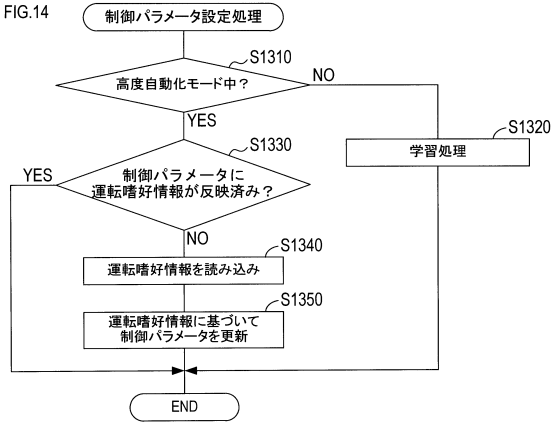 FIG.14
制御パラメータ設定処理
S1310
高度自動化モード中？
NO
YES
S1320
学習処理
S1330
YES
制御パラメータに
運転嗜好情報が反映済み？
NO
S1340
運転嗜好情報を読み込み
S1350
運転嗜好情報に基づいて
制御パラメータを更新
END